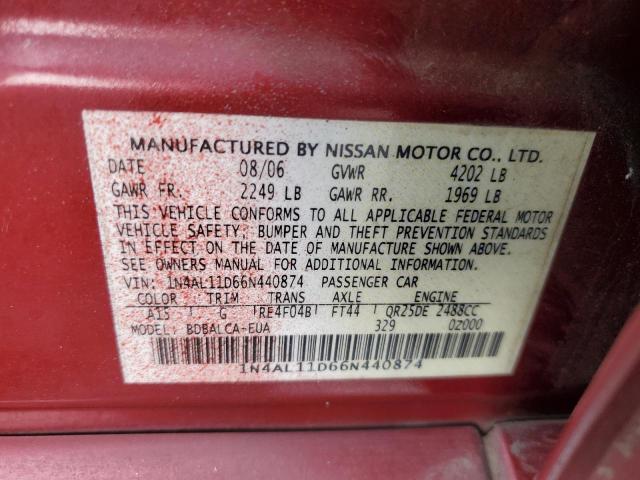 MANUFACTURED BY NISSAN MOTOR CO., LTD.
DATE 08/06 GVWR 4202 LB
GAWR FR. 2249 LB GAWR RR. 1969 LB
THIS VEHICLE CONFORMS TO ALL APPLICABLE FEDERAL MOTOR
VEHICLE SAFETY, BUMPER AND THEFT PREVENTION STANDARDS
IN EFFECT ON THE DATE OF MANUFACTURE SHOWN ABOVE.
SEE OWNERS MANUAL FOR ADDITIONAL INFORMATION.
VIN: 1N4AL11D66N440874 PASSENGER CAR
COLOR TRIM TRANS AXLE ENGINE
A15 G RE4F04B FT44 QR25DE 2488CC
MODEL: BDBALCA-EUA 329 0Z000
1N4AL11D66N440874